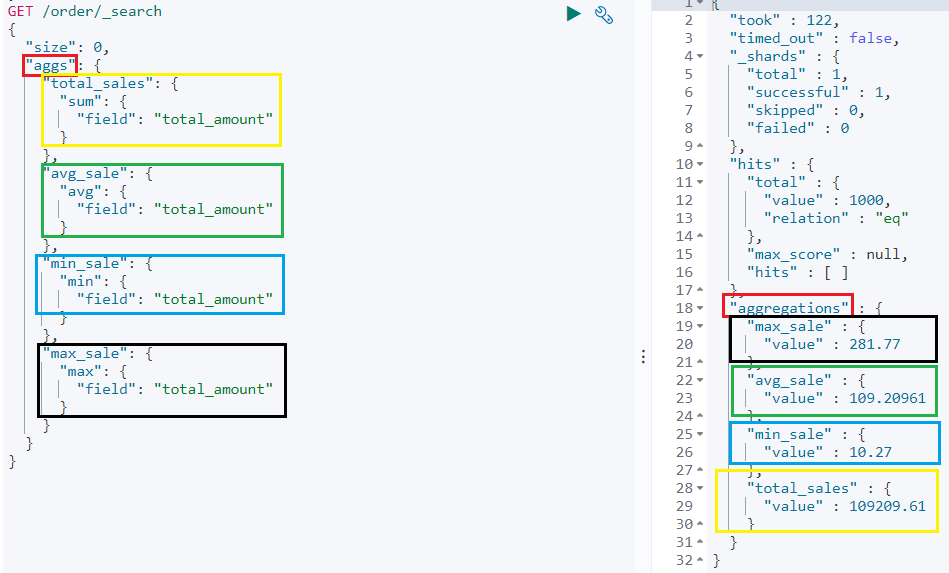 GET /order/_search
{
  "size": 0,
  "aggs": {
    "total_sales": {
      "sum": {
        "field": "total_amount"
      }
    },
    "avg_sale": {
      "avg": {
        "field": "total_amount"
      }
    },
    "min_sale": {
      "min": {
        "field": "total_amount"
      }
    },
    "max_sale": {
      "max": {
        "field": "total_amount"
      }
    }
  }
}
1 {
2   "took" : 122,
3   "timed_out" : false,
4   "_shards" : {
5     "total" : 1,
6     "successful" : 1,
7     "skipped" : 0,
8     "failed" : 0
9   },
10   "hits" : {
11     "total" : {
12       "value" : 1000,
13       "relation" : "eq"
14     },
15     "max_score" : null,
16     "hits" : [ ]
17   },
18   "aggregations" : {
19     "max_sale" : {
20       "value" : 281.77
21     },
22     "avg_sale" : {
23       "value" : 109.20961
24     },
25     "min_sale" : {
26       "value" : 10.27
27     },
28     "total_sales" : {
29       "value" : 109209.61
30     }
31   }
32 }